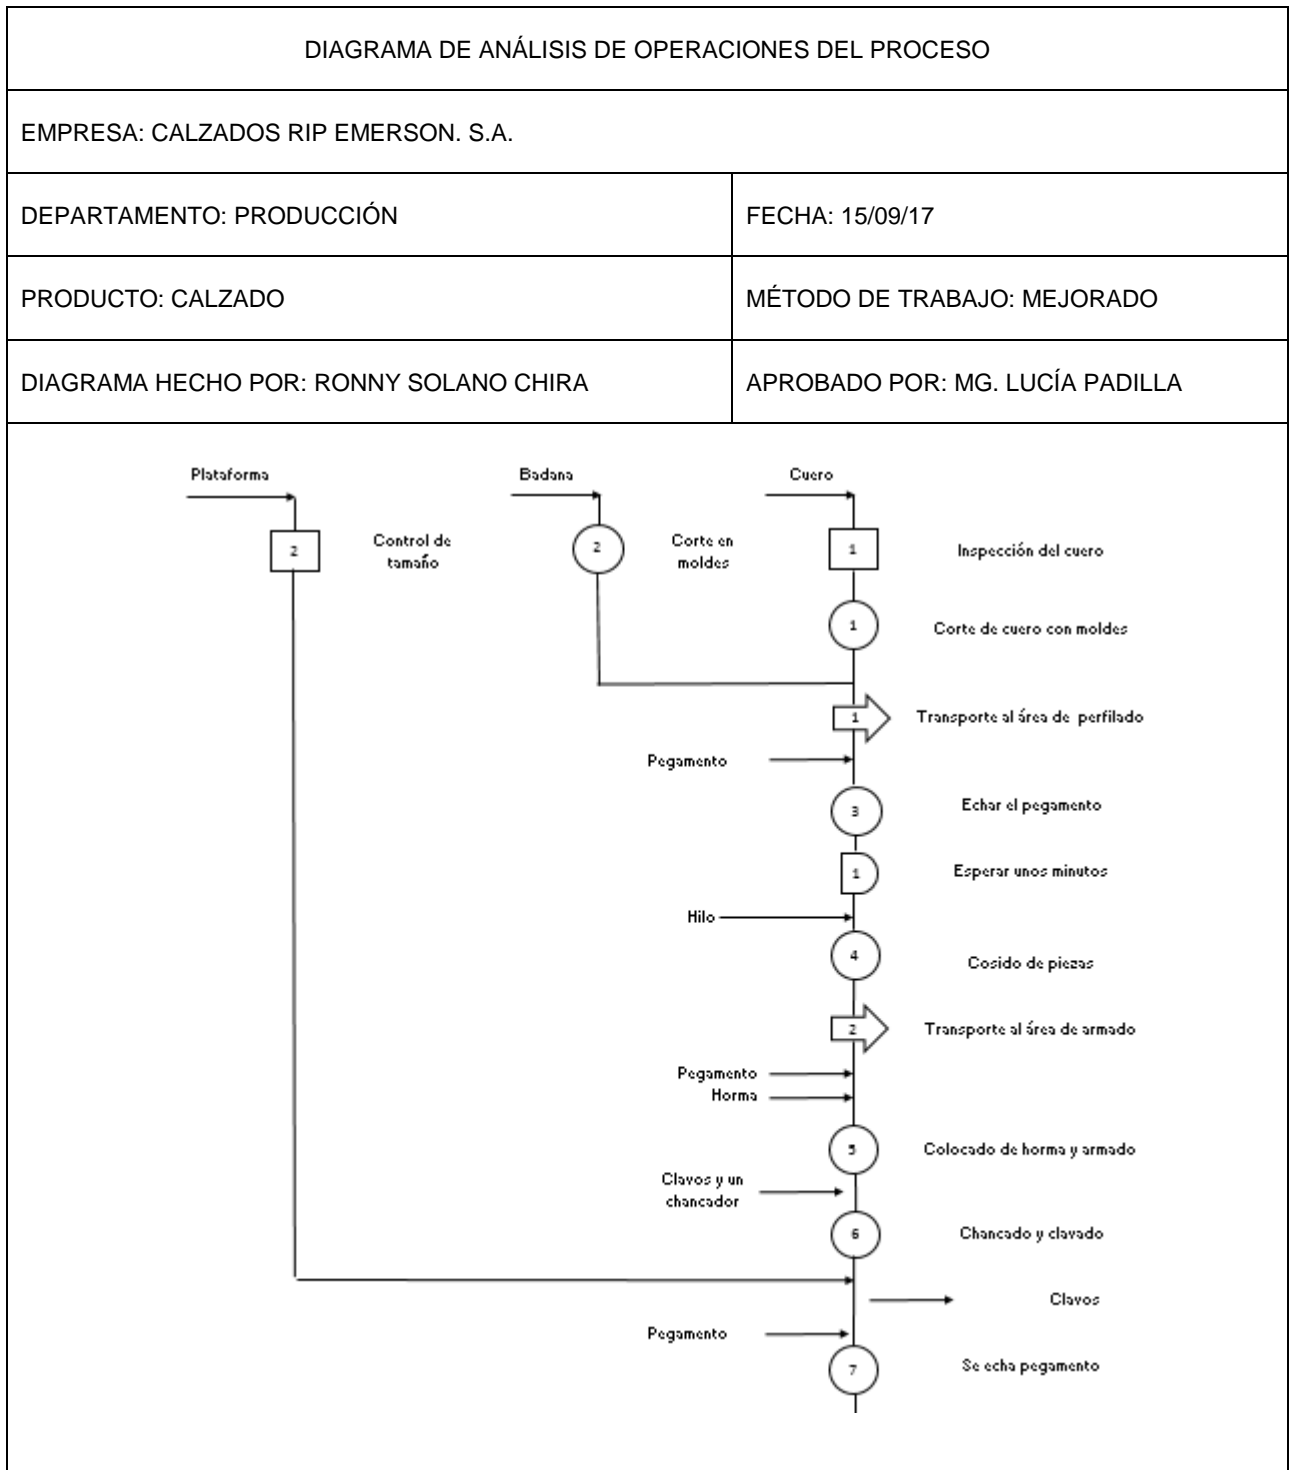 DIAGRAMA DE ANÁLISIS DE OPERACIONES DEL PROCESO
EMPRESA: CALZADOS RIP EMERSON. S.A.
DEPARTAMENTO: PRODUCCIÓN
FECHA: 15/09/17
PRODUCTO: CALZADO
MÉTODO DE TRABAJO: MEJORADO
DIAGRAMA HECHO POR: RONNY SOLANO CHIRA
APROBADO POR: MG. LUCÍA PADILLA
Plataforma
Badana
Cuero
2
Control de
tamaño
2
Corte en
moldes
1
Inspección del cuero
1
Corte de cuero con moldes
1
Transporte al área de perfilado
Pegamento
3
Echar el pegamento
1
Esperar unos minutos
Hilo
4
Cosido de piezas
2
Transporte al área de armado
Pegamento
Horma
5
Colocado de horma y armado
Clavos y un
chancador
6
Chancado y clavado
Clavos
Pegamento
7
Se echa pegamento